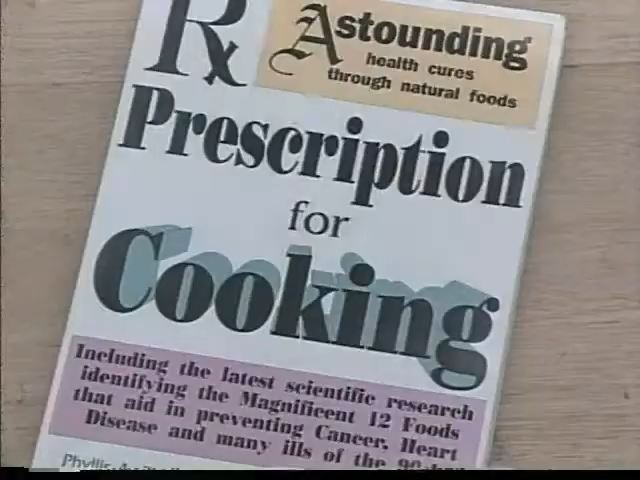 Rx
Astounding
health cures
through natural foods
Prescription
for
Cooking
Including the latest scientific research
identifying the Magnificent 12 Foods
that aid in preventing Cancer, Heart
Disease and many ills of the
Phyllis